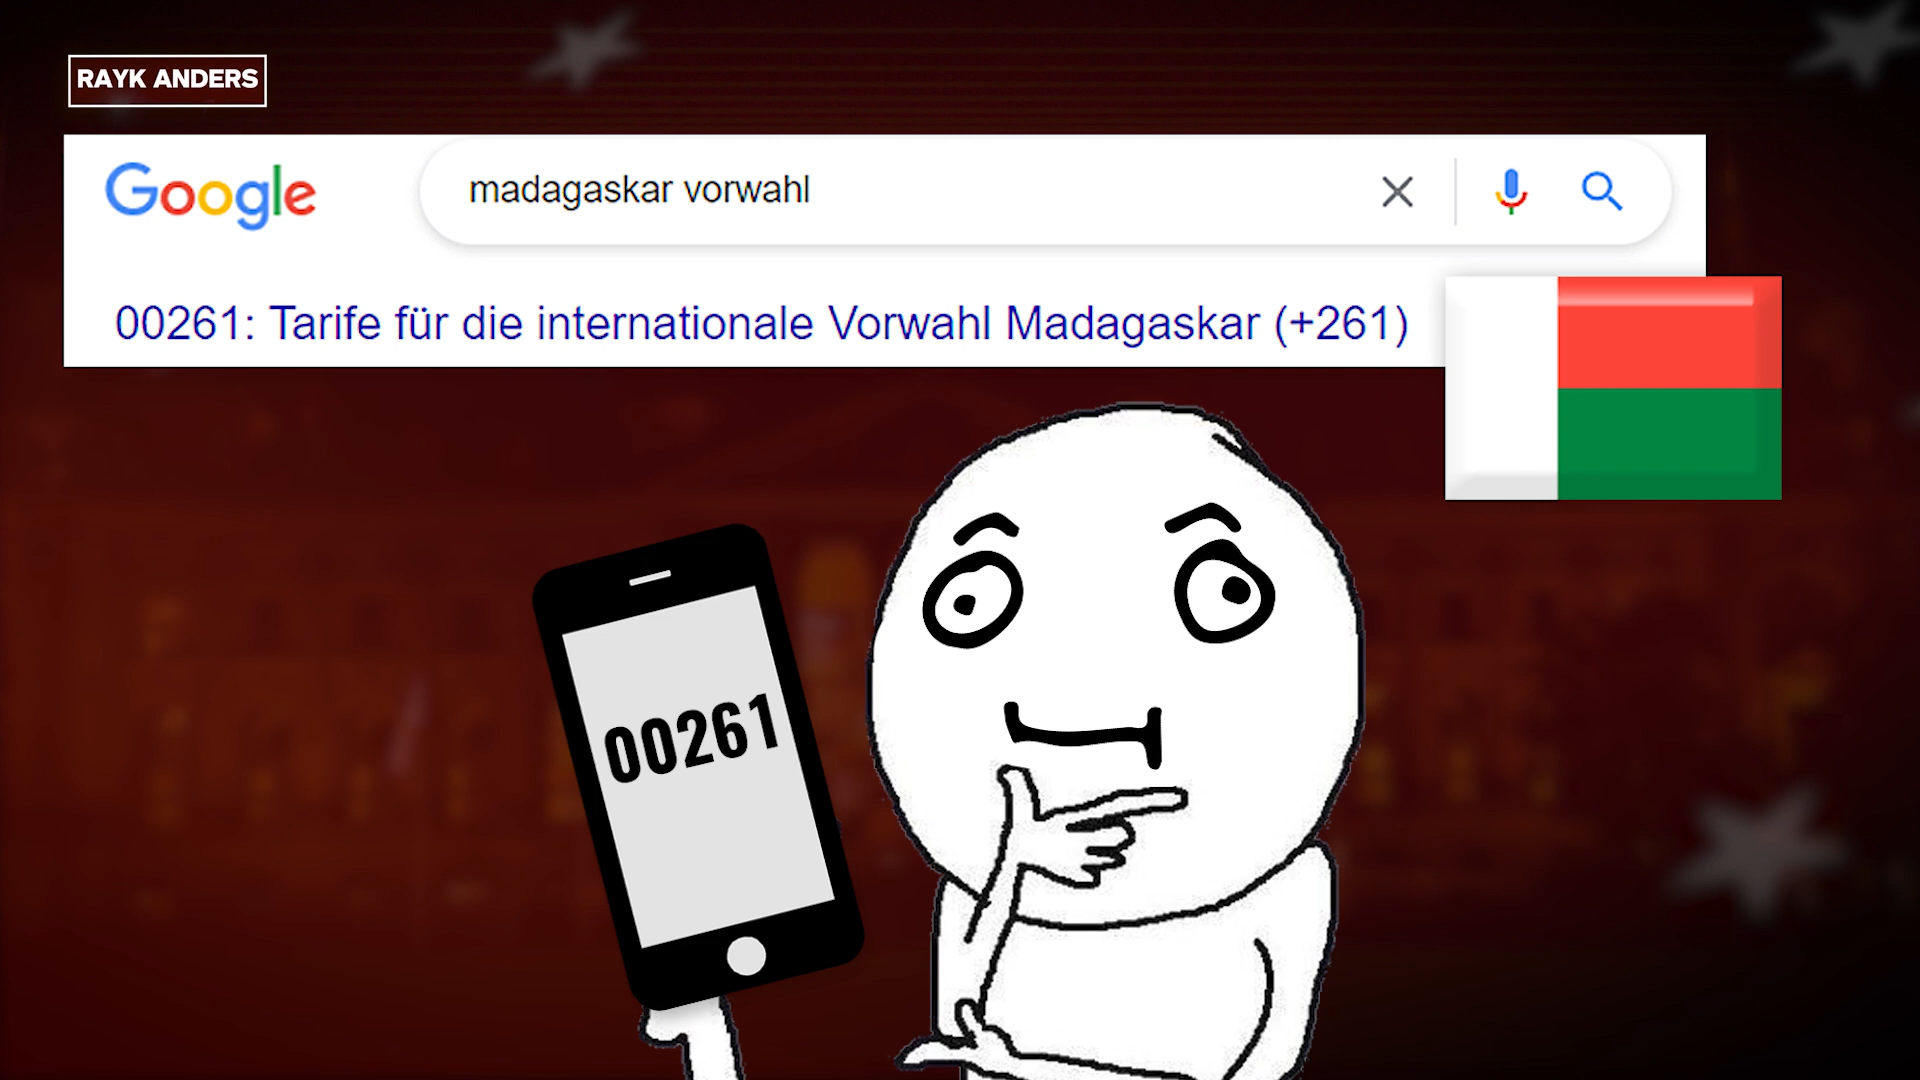 RAYK ANDERS
Google
madagaskar vorwahl
00261: Tarife für die internationale Vorwahl Madagaskar (+261)
00261